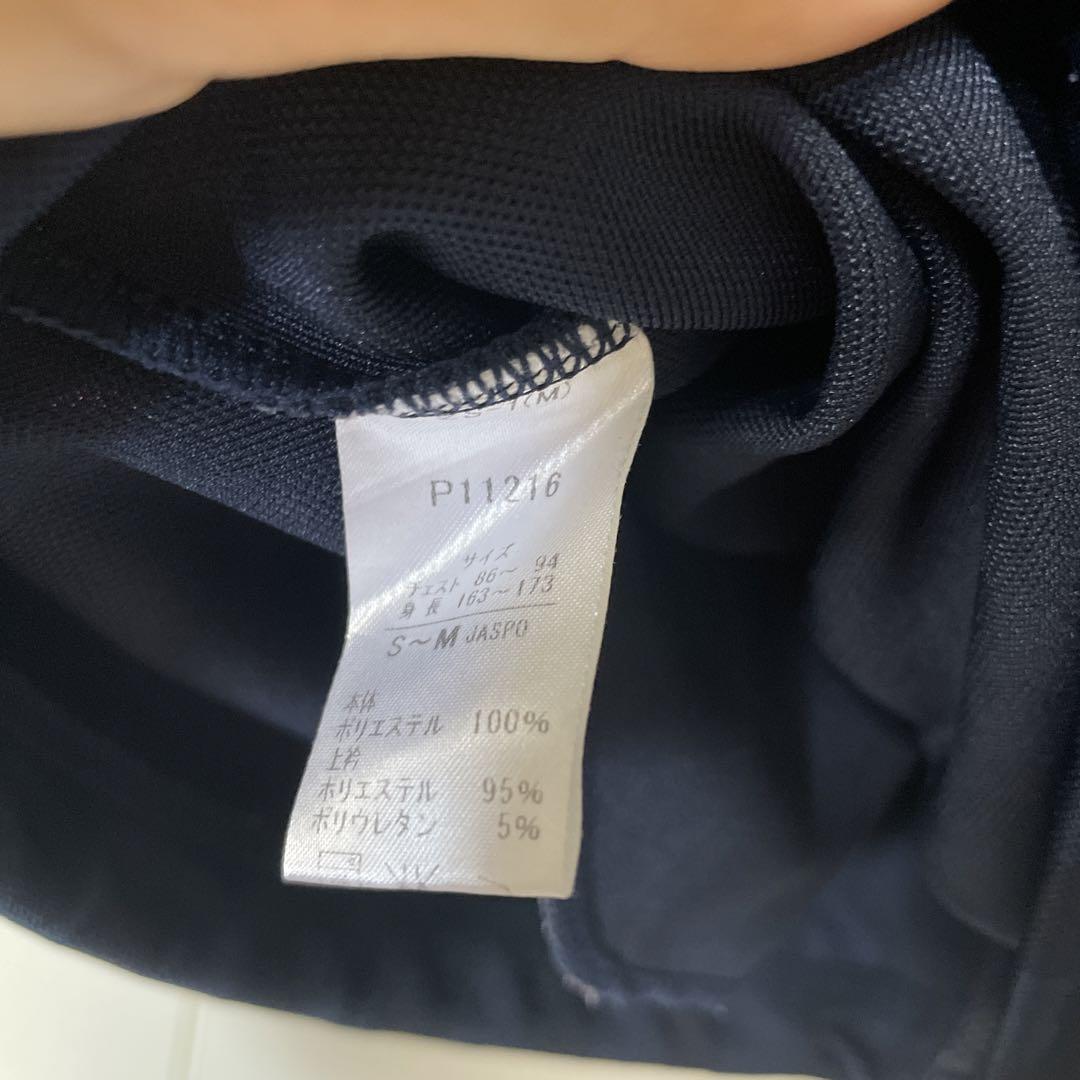 P11216
サイズ
チェスト 86～ 94
身長 163～173
S～M JASPO
本体
ポリエステル 100%
上衿
ポリエステル 95%
ポリウレタン 5%